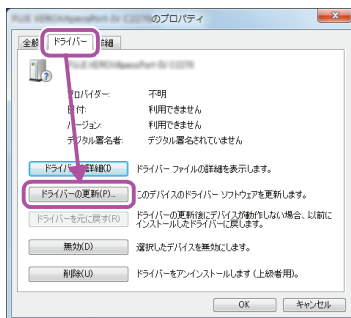 のプロパティ
全般 ドライバー 詳細
プロバイダー: 不明
日付: 利用できません
バージョン: 利用できません
デジタル署名者: デジタル署名されていません
ドライバーの詳細(I) ドライバー ファイルの詳細を表示します。
ドライバーの更新(P)... このデバイスのドライバー ソフトウェアを更新します。
ドライバーを元に戻す(R) ドライバーの更新後にデバイスが動作しない場合、以前に
インストールしたドライバーに戻します。
無効(D) 選択したデバイスを無効にします。
削除(U) ドライバーをアンインストールします (上級者用)。
OK キャンセル